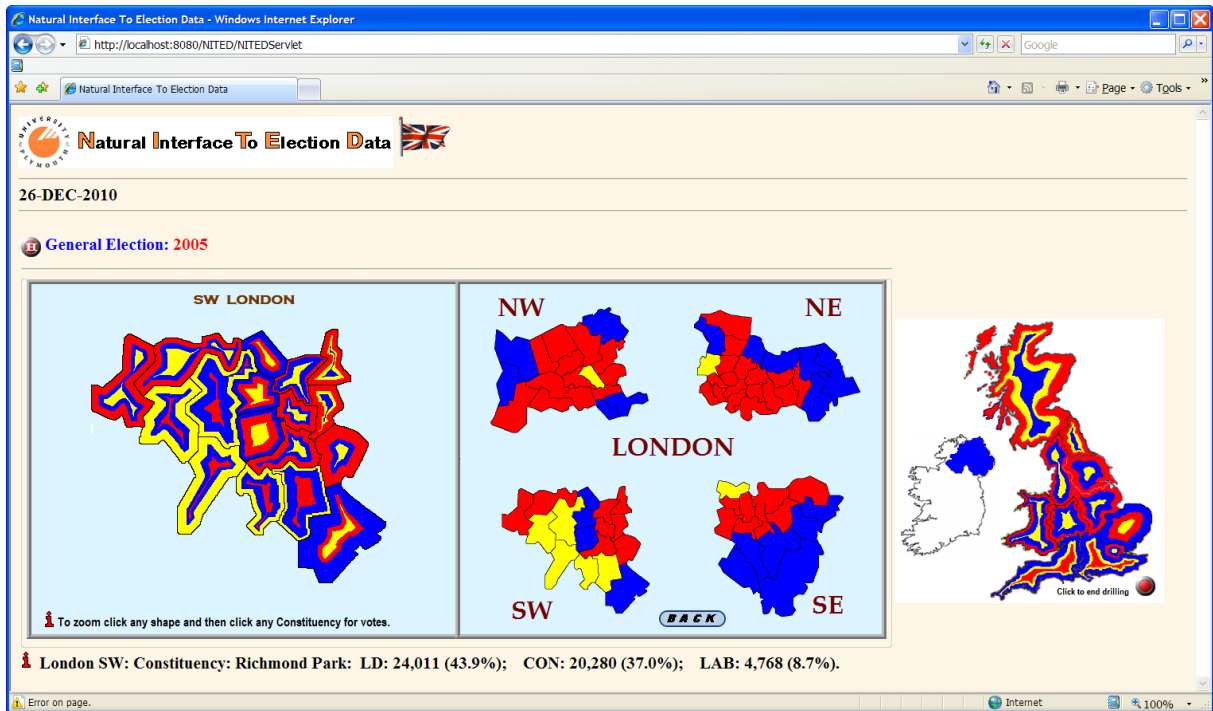 Natural Interface To Election Data - Windows Internet Explorer
http://localhost:8080/NITED/NITEDServlet
Google
Natural Interface To Election Data
Page
Tools
UNIVERSITY
PLYMOUTH
Natural Interface To Election Data
26-DEC-2010
H General Election: 2005
SW LONDON
NW
NE
LONDON
SW
SE
BACK
i To zoom click any shape and then click any Constituency for votes.
Click to end drilling
i London SW: Constituency: Richmond Park: LD: 24,011 (43.9%); CON: 20,280 (37.0%); LAB: 4,768 (8.7%).
Error on page.
Internet
100%